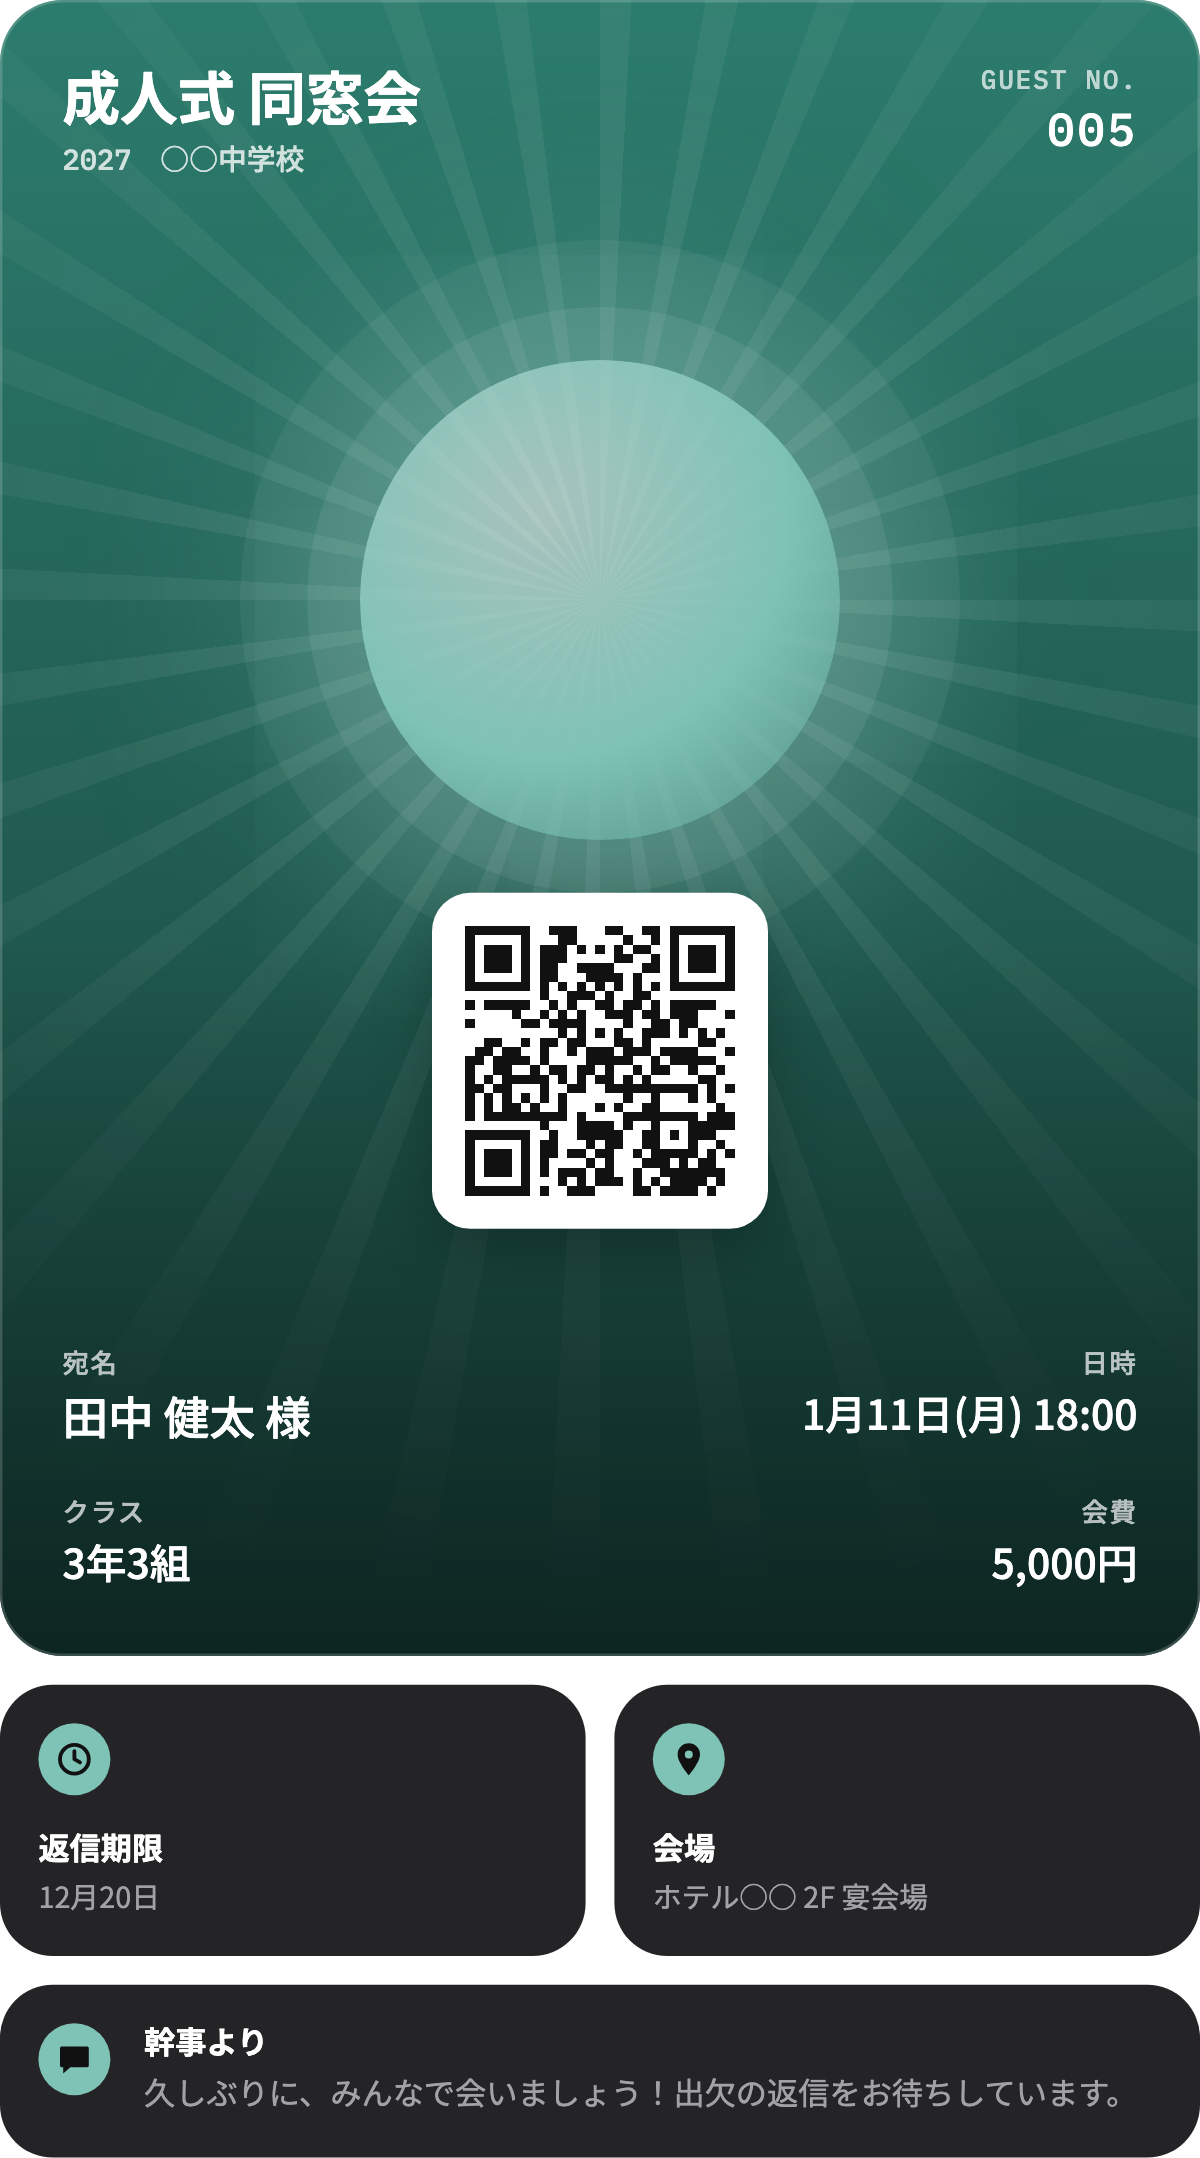 成人式 同窓会
2027 〇〇中学校
GUEST NO.
005
宛名
田中 健太 様
日時
1月11日(月) 18:00
クラス
3年3組
会費
5,000円
返信期限
12月20日
会場
ホテル〇〇 2F 宴会場
幹事より
久しぶりに、みんなで会いましょう！出欠の返信をお待ちしています。